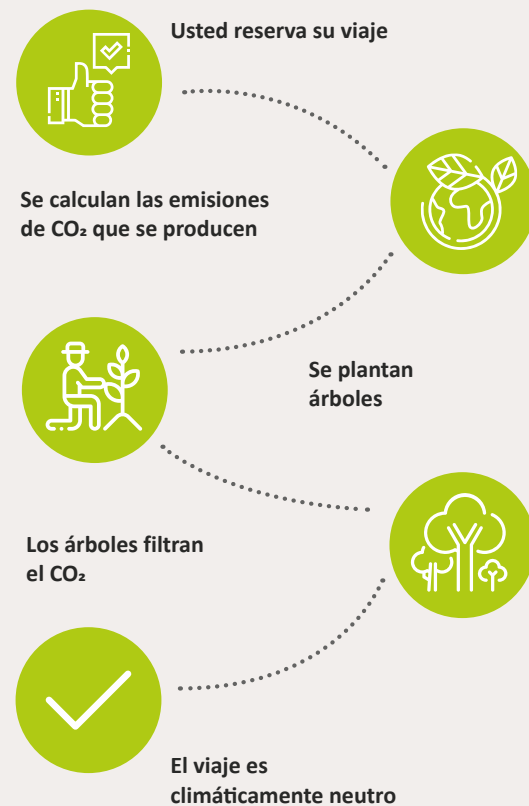 Usted reserva su viaje
Se calculan las emisiones
de CO₂ que se producen
Se plantan
árboles
Los árboles filtran
el CO₂
El viaje es
climáticamente neutro